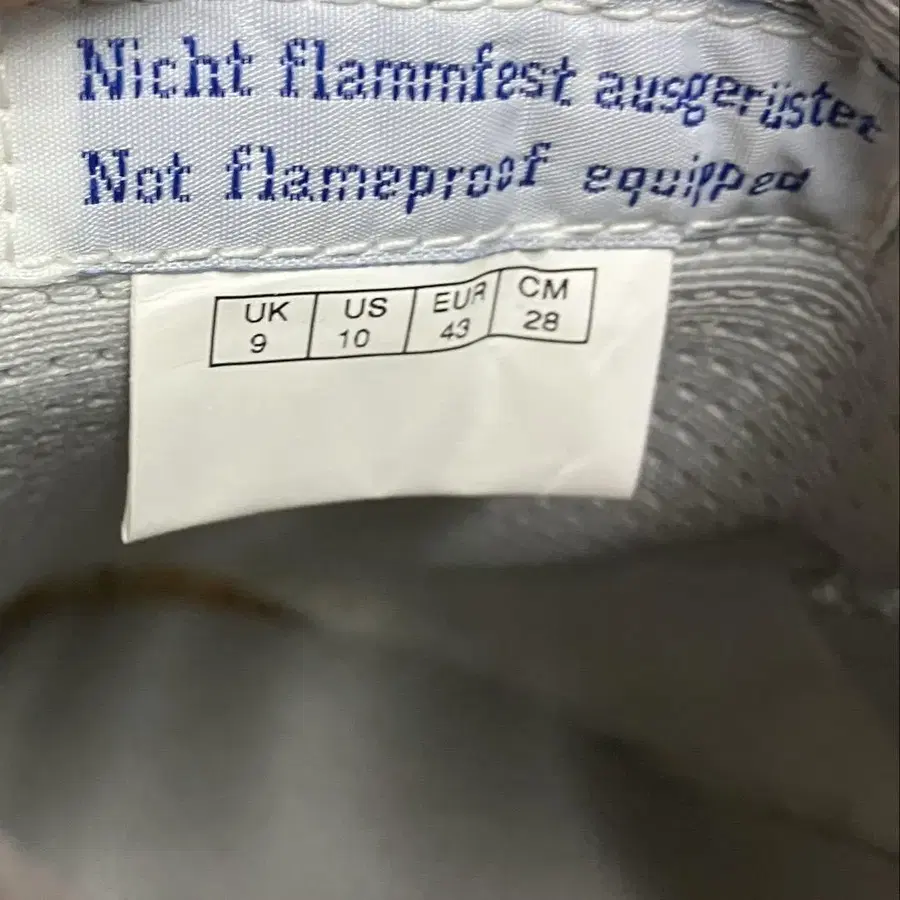 Nicht flammfest ausgerüstet
Not flameproof equipped
UK US EUR CM
9 10 43 28